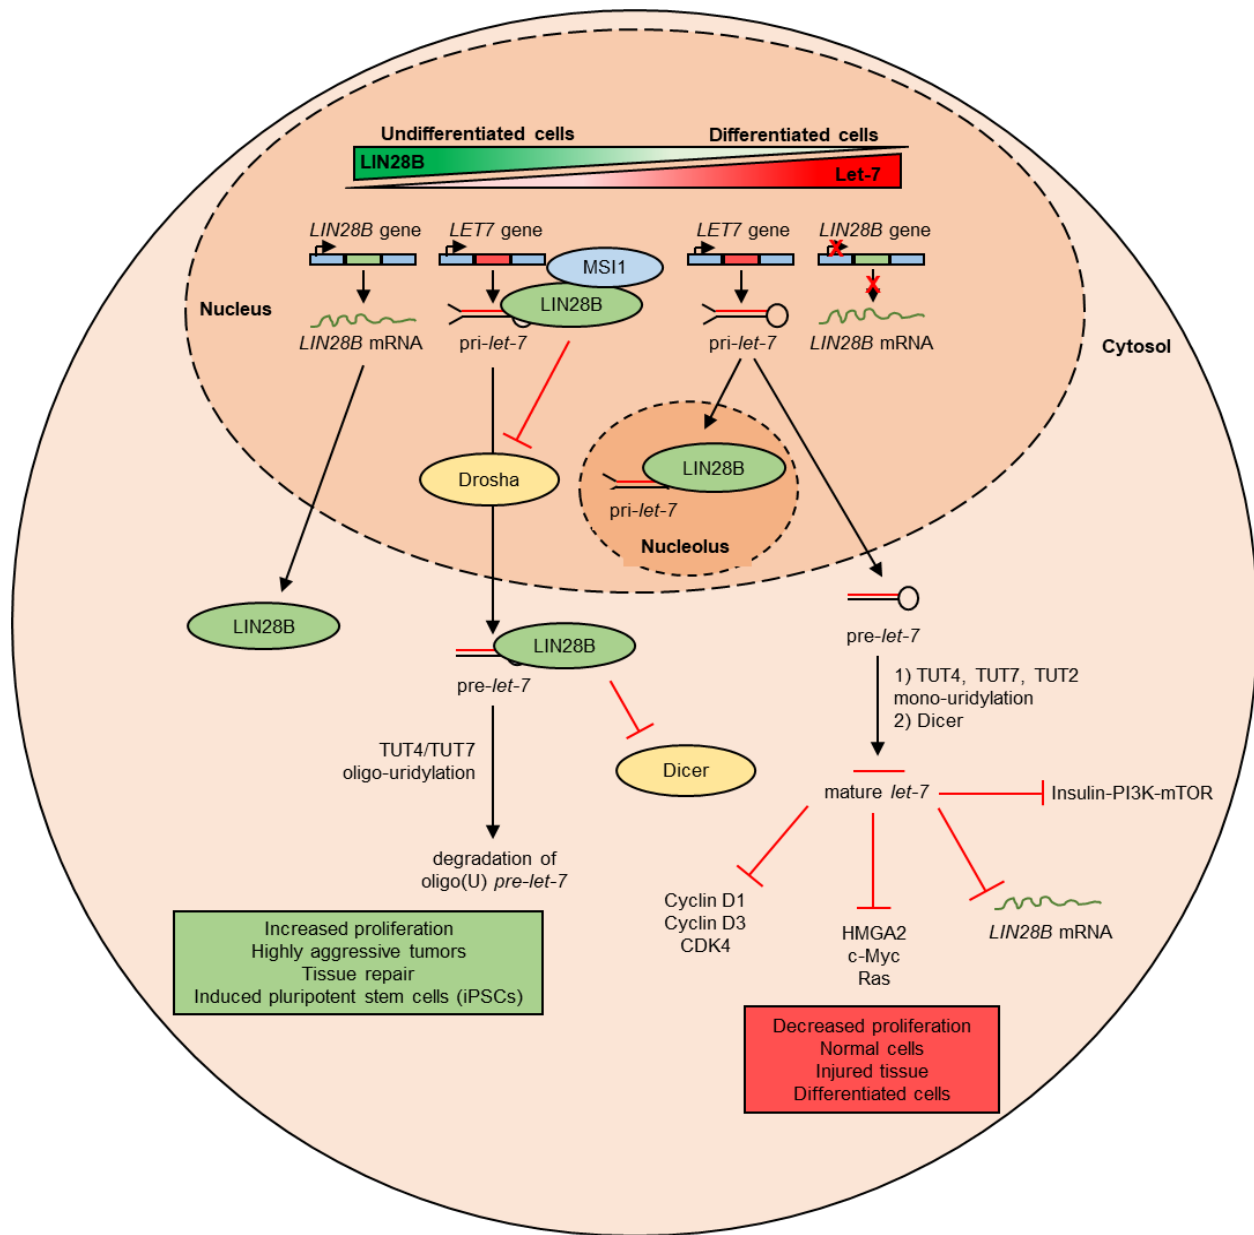 Undifferentiated cells
Differentiated cells
LIN28B
Let-7
LIN28B gene
LET7 gene
LET7 gene
LIN28B gene
MSI1
LIN28B
Nucleus
LIN28B mRNA
pri-let-7
pri-let-7
LIN28B mRNA
Cytosol
Drosha
LIN28B
pri-let-7
Nucleolus
LIN28B
LIN28B
pre-let-7
pre-let-7
1) TUT4, TUT7, TUT2
mono-uridylation
2) Dicer
TUT4/TUT7
oligo-uridylation
Dicer
mature let-7
Insulin-PI3K-mTOR
degradation of
oligo(U) pre-let-7
Cyclin D1
Cyclin D3
CDK4
HMGA2
c-Myc
Ras
LIN28B mRNA
Increased proliferation
Highly aggressive tumors
Tissue repair
Induced pluripotent stem cells (iPSCs)
Decreased proliferation
Normal cells
Injured tissue
Differentiated cells